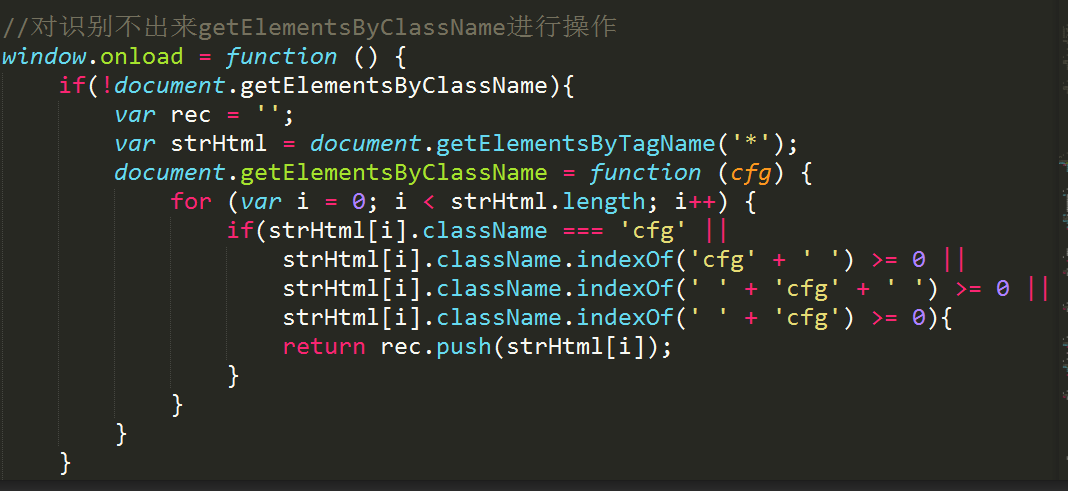 //对识别不出来getElementsByClassName进行操作
window.onload = function () {
    if(!document.getElementsByClassName){
        var rec = '';
        var strHtml = document.getElementsByTagName('*');
        document.getElementsByClassName = function (cfg) {
            for (var i = 0; i < strHtml.length; i++) {
                if(strHtml[i].className === 'cfg' ||
                    strHtml[i].className.indexOf('cfg' + ' ') >= 0 ||
                    strHtml[i].className.indexOf(' ' + 'cfg' + ' ') >= 0 ||
                    strHtml[i].className.indexOf(' ' + 'cfg') >= 0){
                    return rec.push(strHtml[i]);
                }
            }
        }
    }